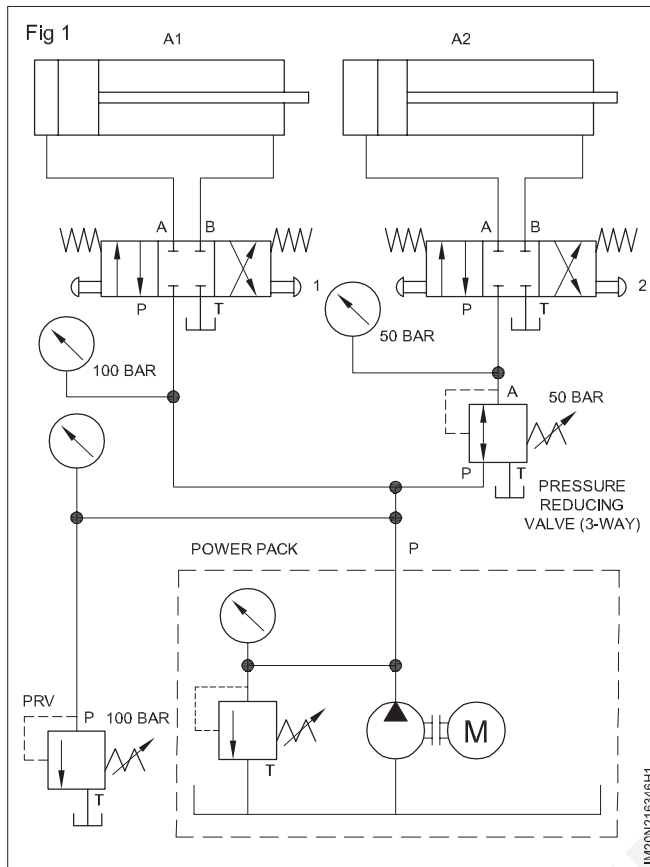 Fig 1
A1
A2
A B
A B
P T
1
P T
2
100 BAR
50 BAR
A
50 BAR
P T
PRESSURE
REDUCING
VALVE (3-WAY)
POWER PACK
P
PRV
P
100 BAR
T
T
M
IM20N216346H1